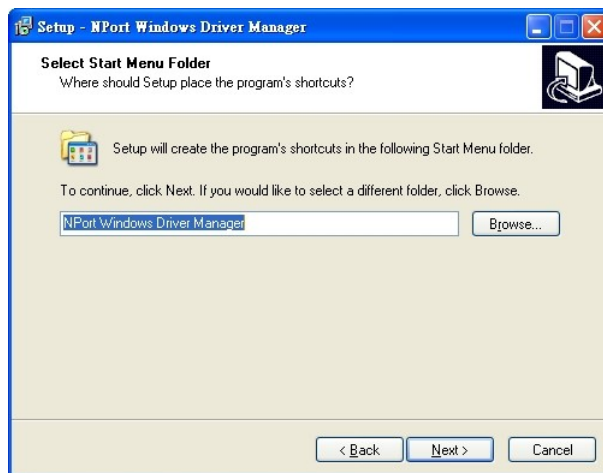 Setup - NPort Windows Driver Manager
Select Start Menu Folder
Where should Setup place the program's shortcuts?
Setup will create the program's shortcuts in the following Start Menu folder.
To continue, click Next. If you would like to select a different folder, click Browse.
NPort Windows Driver Manager
Browse...
< Back
Next >
Cancel